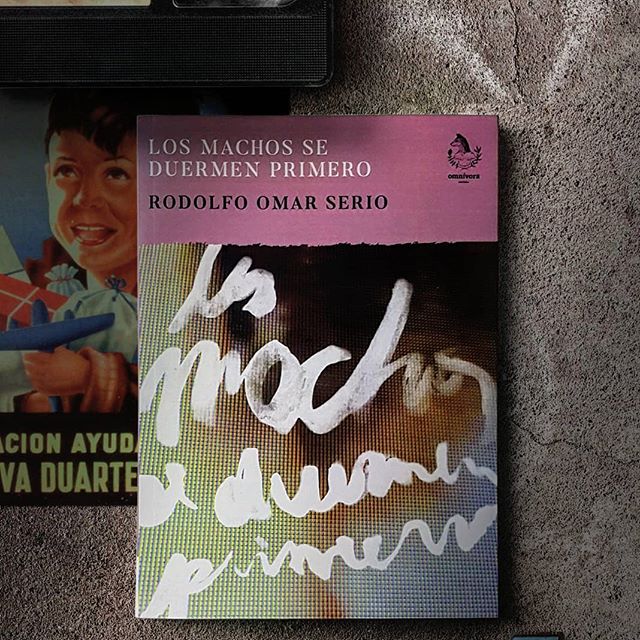 LOS MACHOS SE
DUERMEN PRIMERO
RODOLFO OMAR SERIO
omnívora
los
machos
se duermen
primero
ACION AYUDA
VA DUARTE